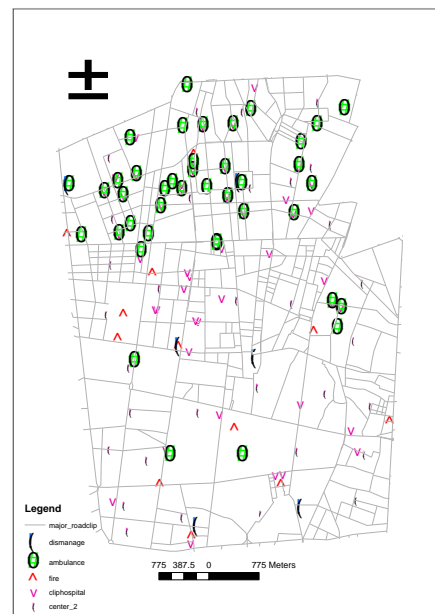 Legend
major_roadclip
dismanage
ambulance
fire
cliphospital
center_2
775 387.5 0 775 Meters